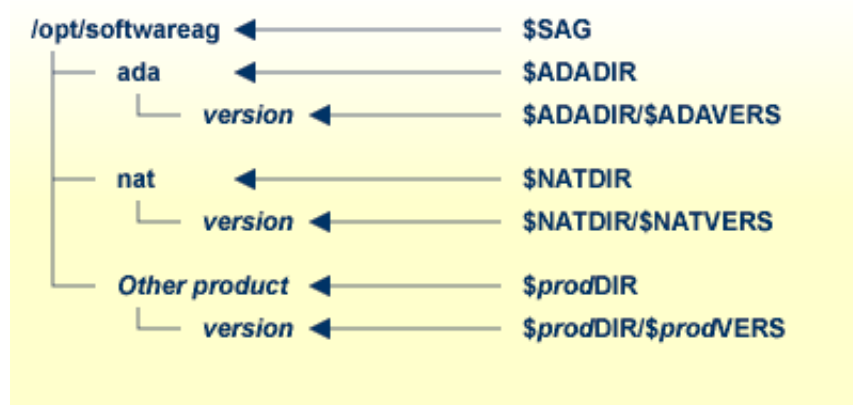 /opt/softwareag $SAG
ada $ADADIR
version $ADADIR/$ADAVERS
nat $NATDIR
version $NATDIR/$NATVERS
Other product $prodDIR
version $prodDIR/$prodVERS